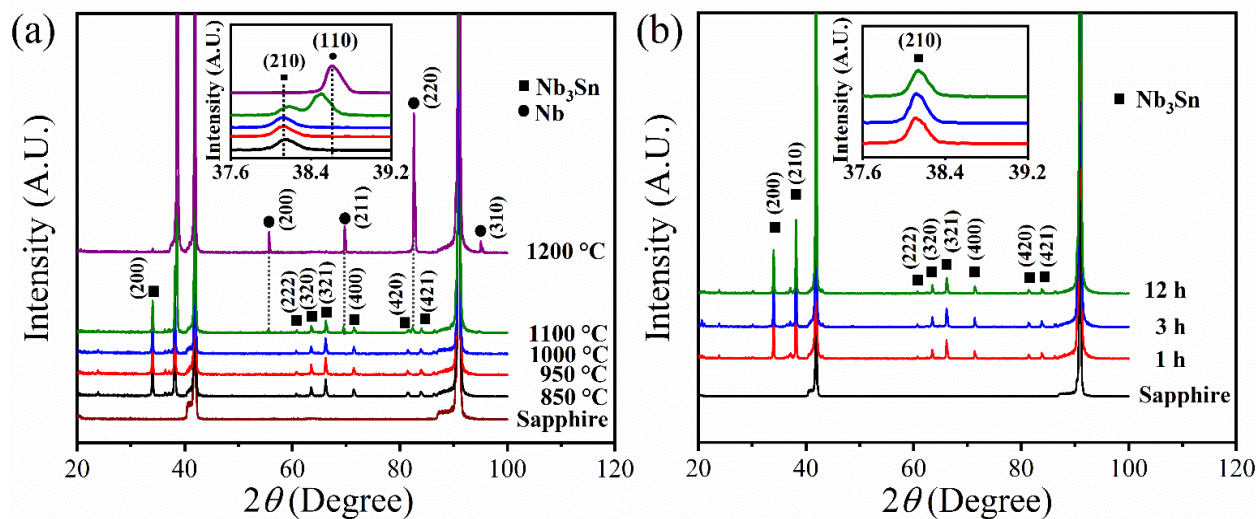 (a)
Intensity (A.U.)
2θ (Degree)
20 40 60 80 100 120
Intensity (A.U.)
(210)
(110)
37.6 38.4 39.2
■ Nb₃Sn
● Nb
(200)
(211)
(220)
(310)
1200 °C
(200)
(222)
(320)
(321)
(400)
(420)
(421)
1100 °C
1000 °C
950 °C
850 °C
Sapphire
(b)
Intensity (A.U.)
2θ (Degree)
20 40 60 80 100 120
Intensity (A.U.)
(210)
37.6 38.4 39.2
■ Nb₃Sn
(200)
(210)
(222)
(320)
(321)
(400)
(420)
(421)
12 h
3 h
1 h
Sapphire